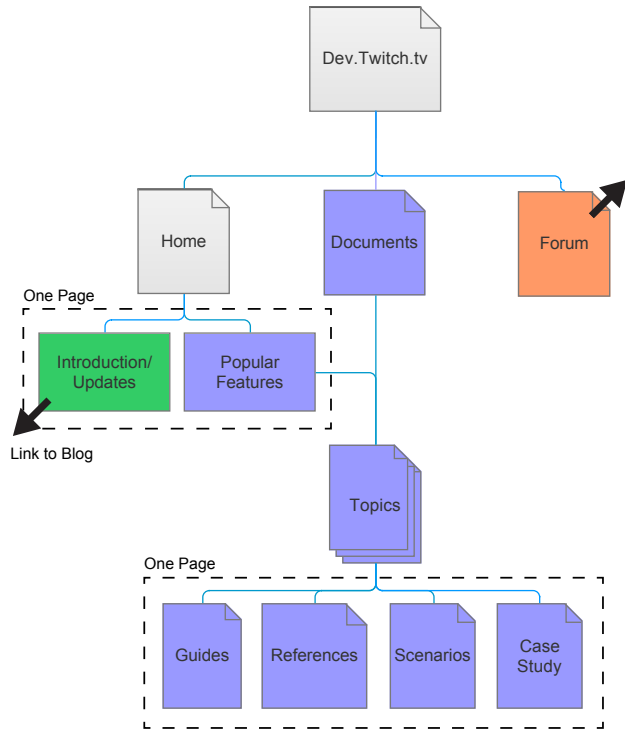 Dev.Twitch.tv
Home
Documents
Forum
One Page
Introduction/
Updates
Popular
Features
Link to Blog
Topics
One Page
Guides
References
Scenarios
Case
Study